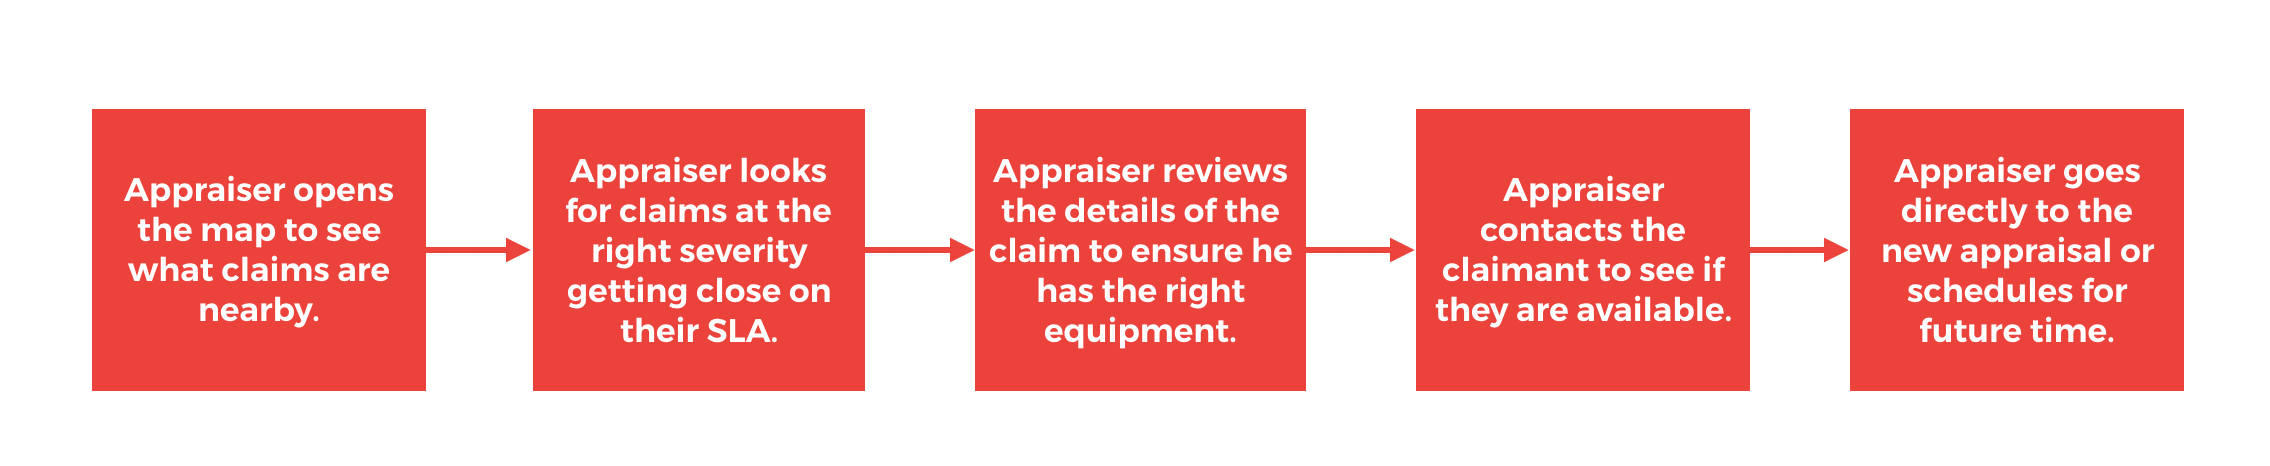 Appraiser opens
the map to see
what claims are
nearby.
Appraiser looks
for claims at the
right severity
getting close on
their SLA.
Appraiser reviews
the details of the
claim to ensure he
has the right
equipment.
Appraiser
contacts the
claimant to see if
they are available.
Appraiser goes
directly to the
new appraisal or
schedules for
future time.